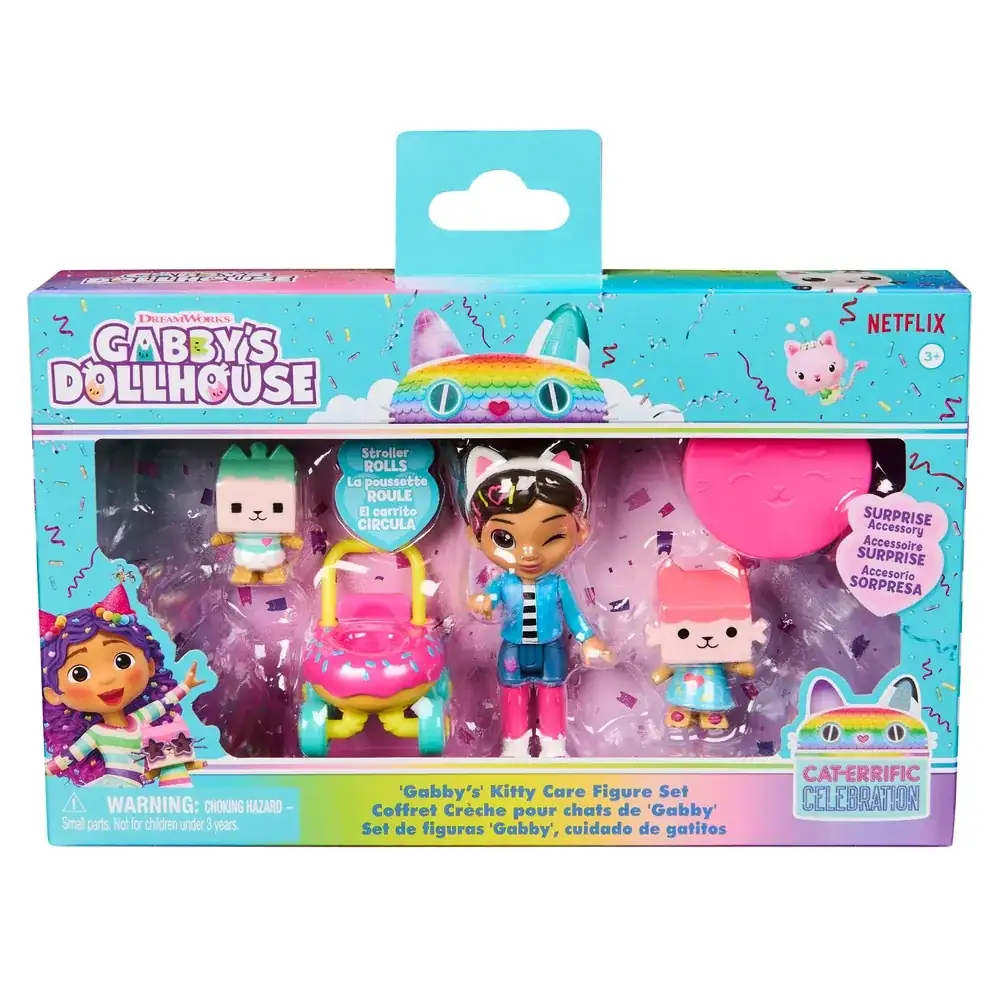 DREAMWORKS
GABBY'S
DOLLHOUSE
NETFLIX
3+
Stroller
ROLLS
La poussette
ROULE
El carrito
CIRCULA
SURPRISE
Accessory
Accessoire
SURPRISE
Accesorio
SORPRESA
CAT-ERRIFIC
CELEBRATION
WARNING: CHOKING HAZARD –
Small parts. Not for children under 3 years.
'Gabby's' Kitty Care Figure Set
Coffret Crèche pour chats de 'Gabby'
Set de figuras 'Gabby', cuidado de gatitos